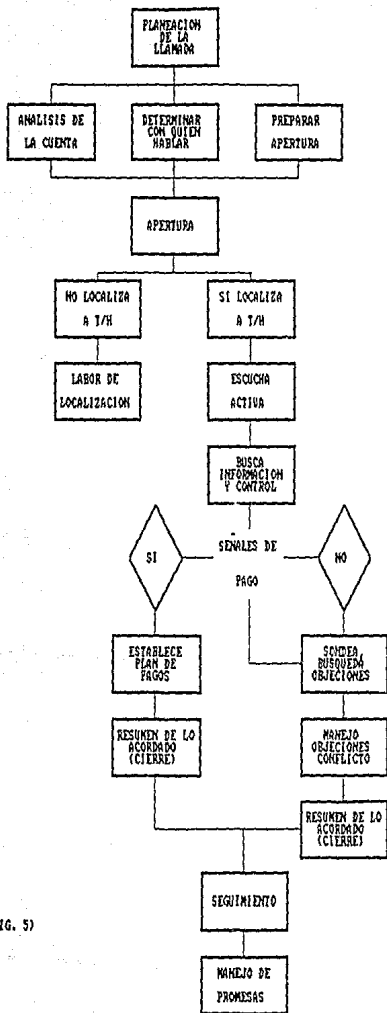 PLANEACION
DE LA
LLAMADA
ANALISIS DE
LA CUENTA
DETERMINAR
CON QUIEN
HABLAR
PREPARAR
APERTURA
APERTURA
NO LOCALIZA
A T/H
SI LOCALIZA
A T/H
LABOR DE
LOCALIZACION
ESCUCHA
ACTIVA
BUSCA
INFORMACION
Y CONTROL
SI
SEÑALES DE
PAGO
NO
ESTABLECE
PLAN DE
PAGOS
SONDEA,
BUSQUEDA
OBJECIONES
RESUMEN DE LO
ACORDADO
(CIERRE)
MANEJO
OBJECIONES
CONFLICTO
RESUMEN DE LO
ACORDADO
(CIERRE)
SEGUIMIENTO
IG. 5)
MANEJO DE
PROMESAS